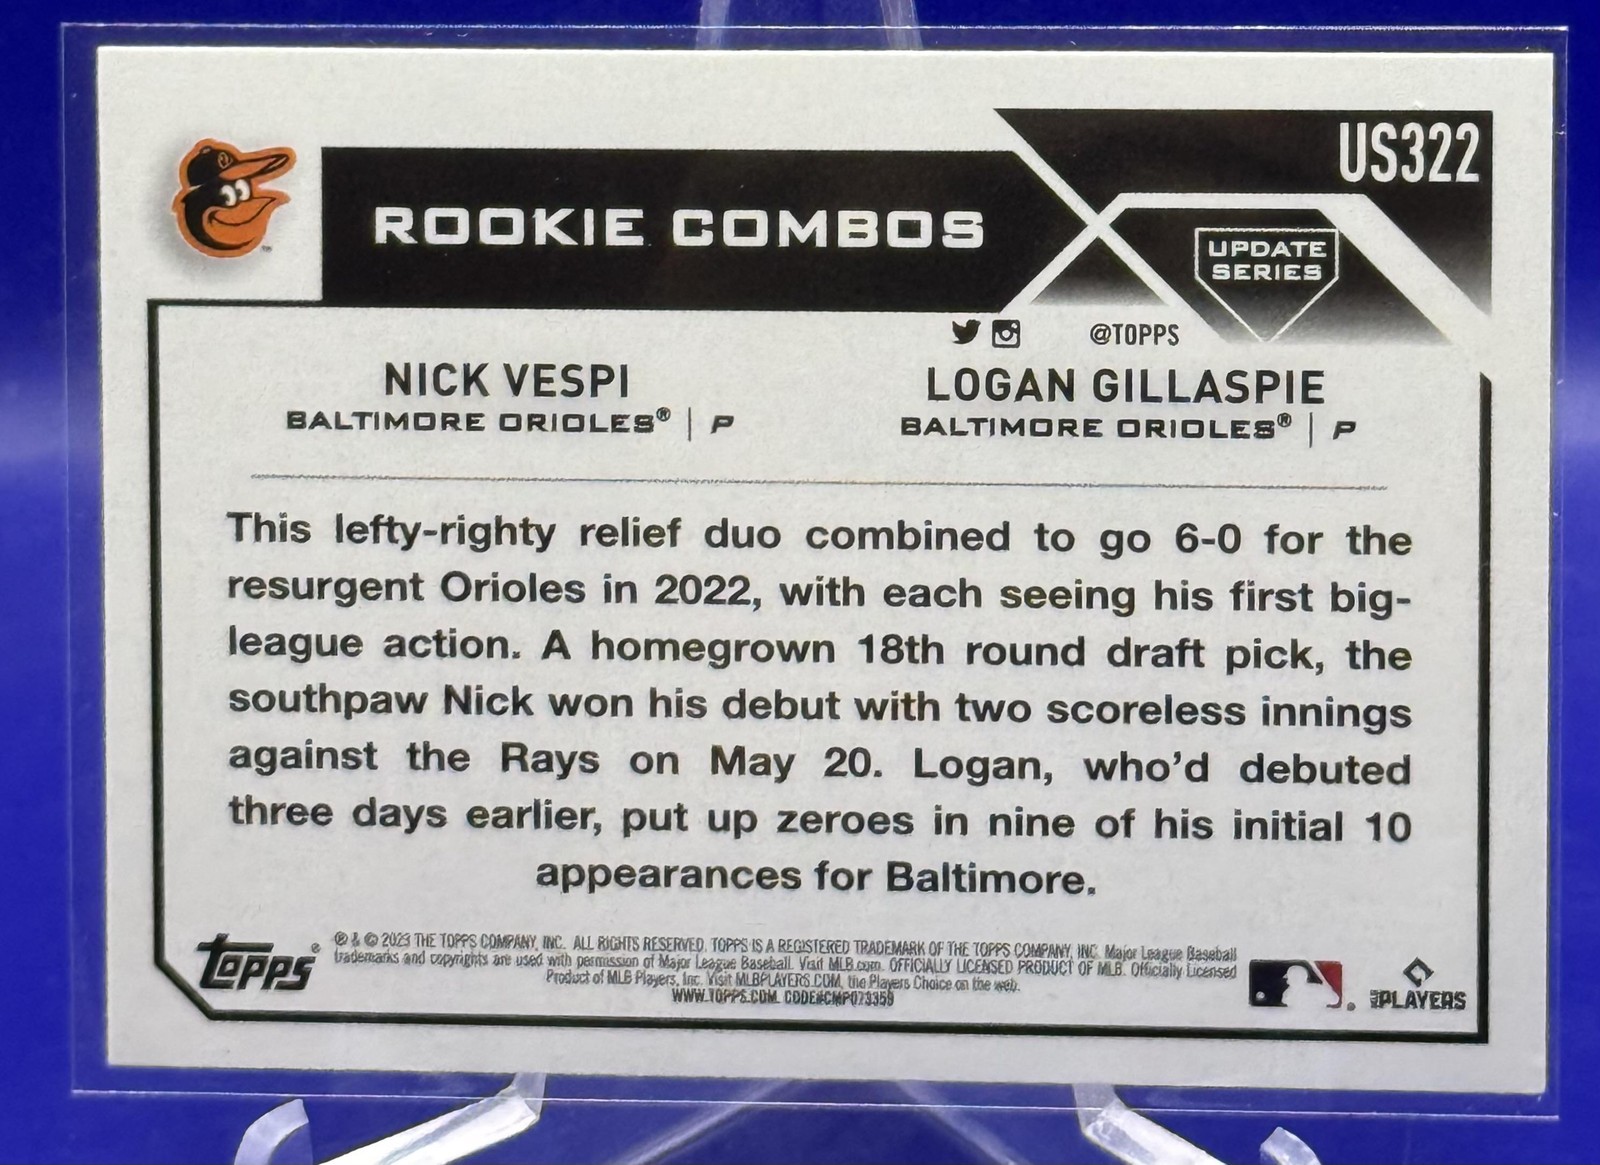 US322
ROOKIE COMBOS
UPDATE
SERIES
@TOPPS
NICK VESPI
BALTIMORE ORIOLES® | P
LOGAN GILLASPIE
BALTIMORE ORIOLES® | P
This lefty-righty relief duo combined to go 6-0 for the
resurgent Orioles in 2022, with each seeing his first big-
league action. A homegrown 18th round draft pick, the
southpaw Nick won his debut with two scoreless innings
against the Rays on May 20. Logan, who'd debuted
three days earlier, put up zeroes in nine of his initial 10
appearances for Baltimore.
topps®
® & © 2023 THE TOPPS COMPANY, INC. ALL RIGHTS RESERVED. TOPPS IS A REGISTERED TRADEMARK OF THE TOPPS COMPANY, INC. Major League Baseball
trademarks and copyrights are used with permission of Major League Baseball. Visit MLB.com. OFFICIALLY LICENSED PRODUCT OF MLB. Officially Licensed
Product of MLB Players, Inc. Visit MLBPLAYERS.COM, the Players Choice on the web.
WWW.TOPPS.COM. CODE#CMP073359
PLAYERS